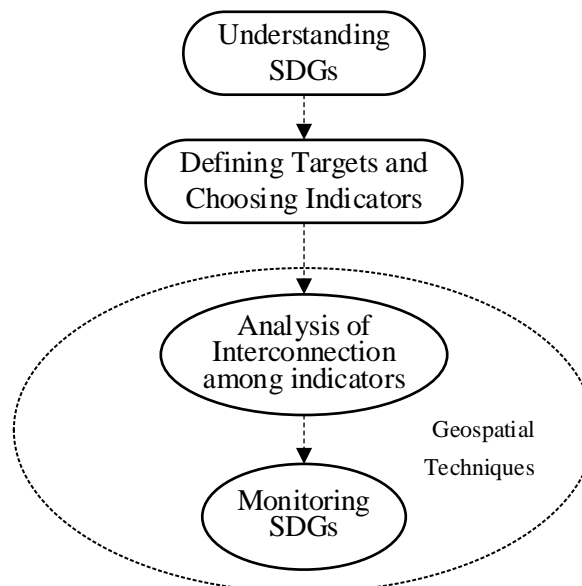 Understanding
SDGs
Defining Targets and
Choosing Indicators
Analysis of
Interconnection
among indicators
Geospatial
Techniques
Monitoring
SDGs